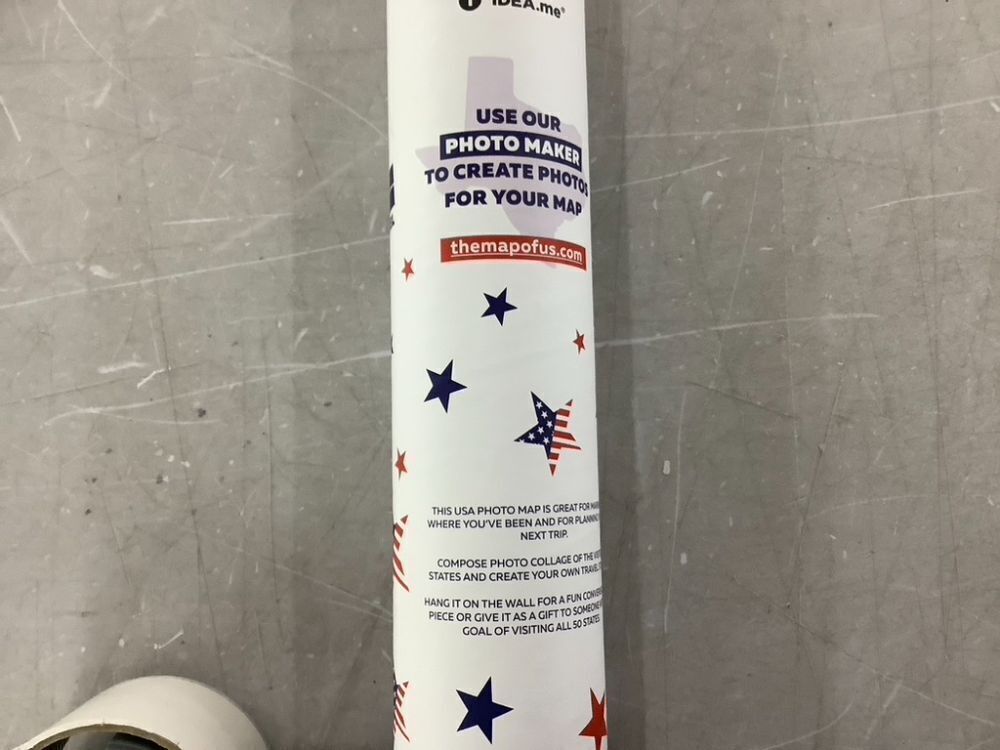 IDEA.me®
USE OUR
PHOTO MAKER
TO CREATE PHOTOS
FOR YOUR MAP
themapofus.com
THIS USA PHOTO MAP IS GREAT FOR
WHERE YOU'VE BEEN AND FOR
NEXT TRIP.
COMPOSE PHOTO COLLAGE OF THE
STATES AND CREATE YOUR OWN TRAVEL
HANG IT ON THE WALL FOR A FUN
PIECE OR GIVE IT AS A GIFT TO SOMEONE
GOAL OF VISITING ALL 50 STATES